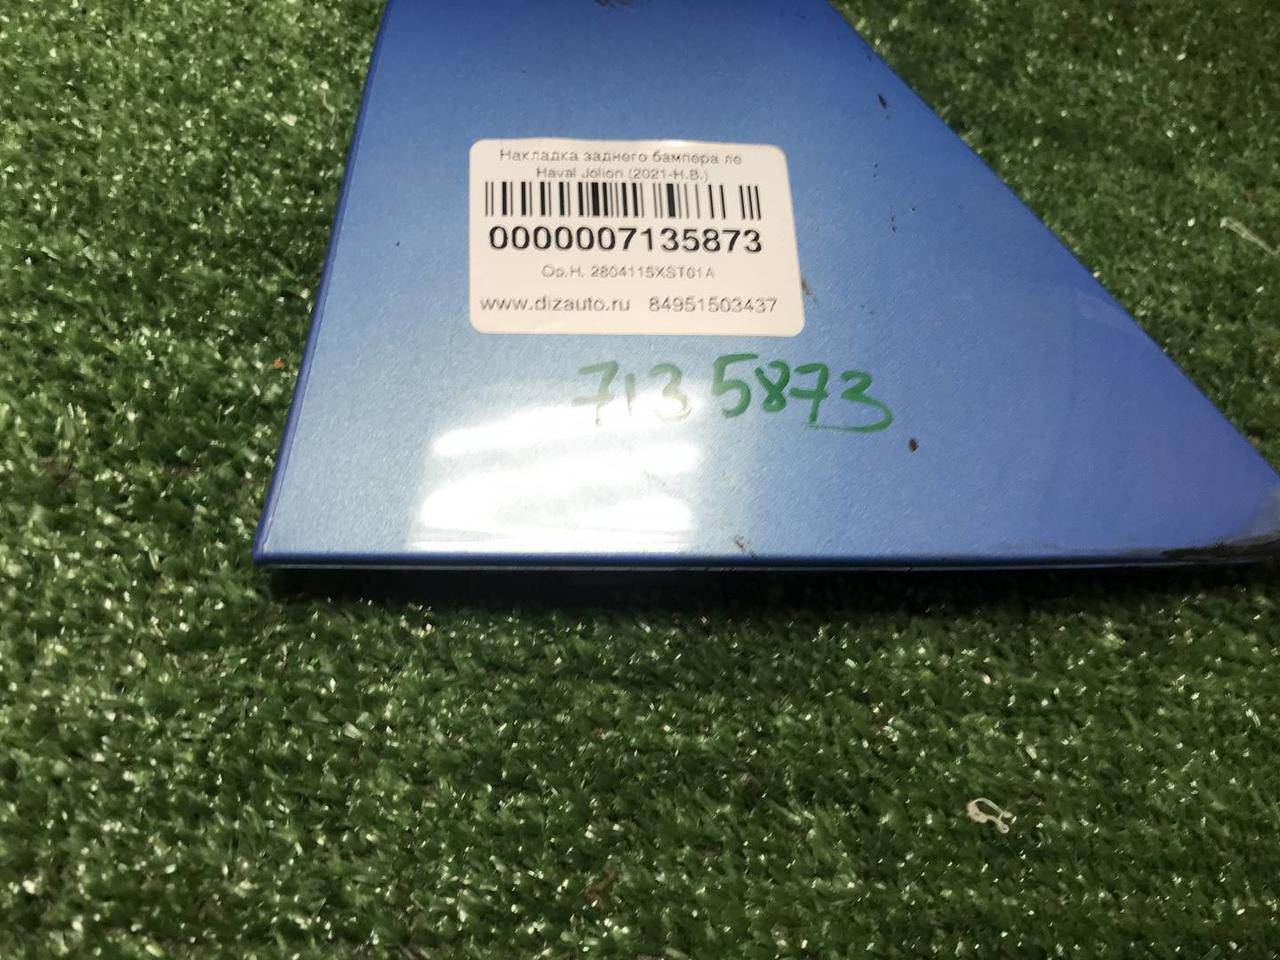 Накладка заднего бампера ле
Haval Jolion (2021-Н.В.)
0000007135873
Ор.Н. 2804115XST01A
www.dizauto.ru 84951503437
7135873